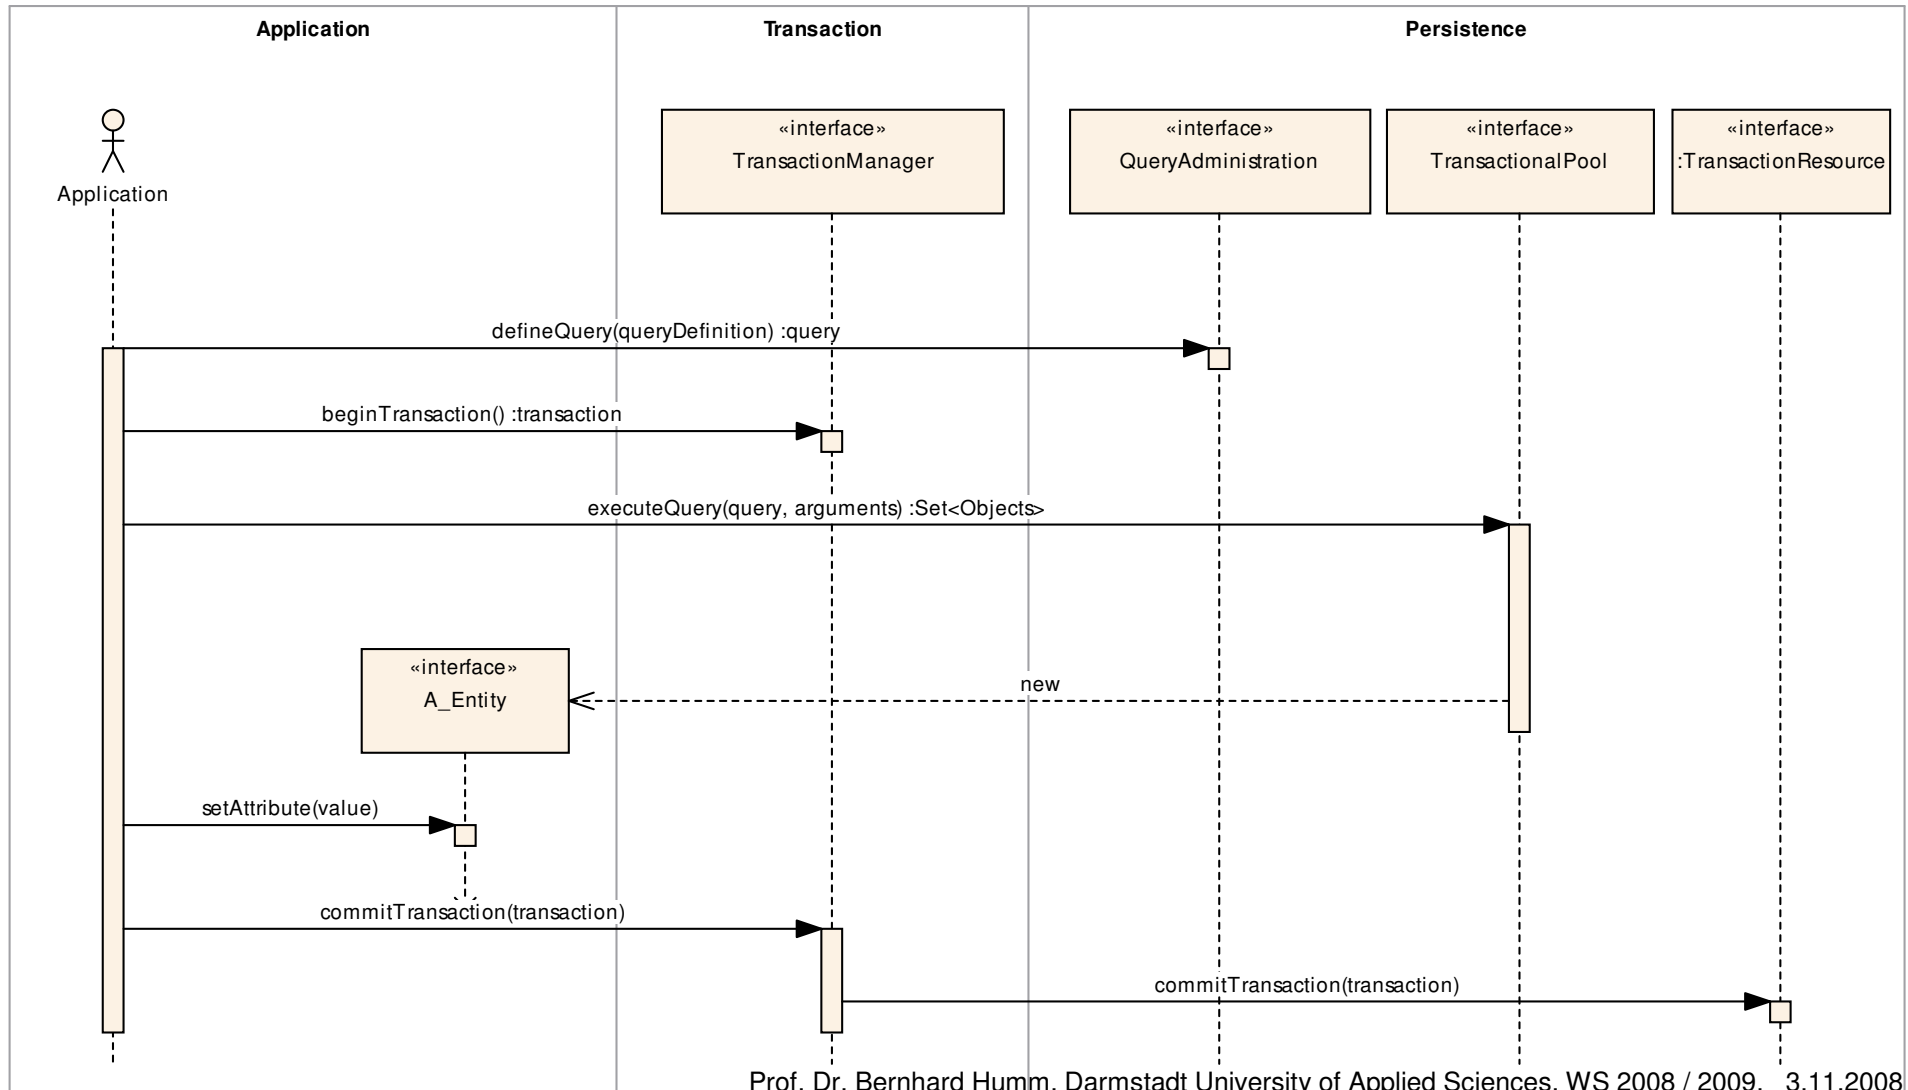 Application
Transaction
Persistence
«interface»
TransactionManager
«interface»
QueryAdministration
«interface»
TransactionalPool
«interface»
:TransactionResource
Application
defineQuery(queryDefinition) :query
beginTransaction() :transaction
executeQuery(query, arguments) :Set<Objects>
«interface»
A_Entity
new
setAttribute(value)
commitTransaction(transaction)
commitTransaction(transaction)
Prof. Dr. Bernhard Humm, Darmstadt University of Applied Sciences. WS 2008 / 2009. 3.11.2008